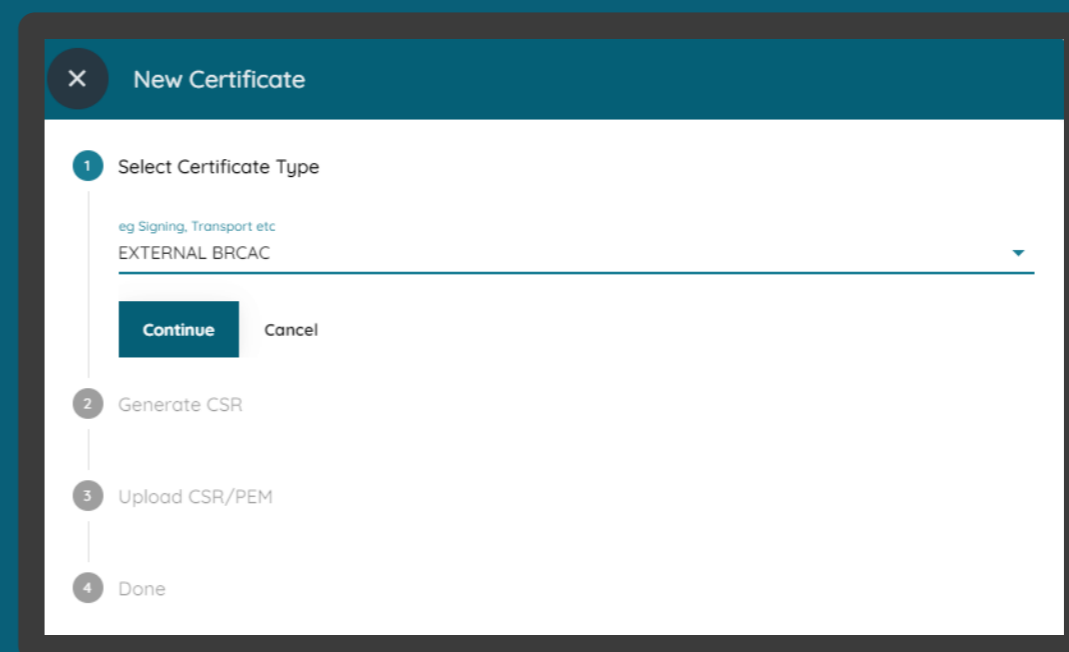 New Certificate
1 Select Certificate Type
eg Signing, Transport etc
EXTERNAL BRCAC
Continue Cancel
2 Generate CSR
3 Upload CSR/PEM
4 Done